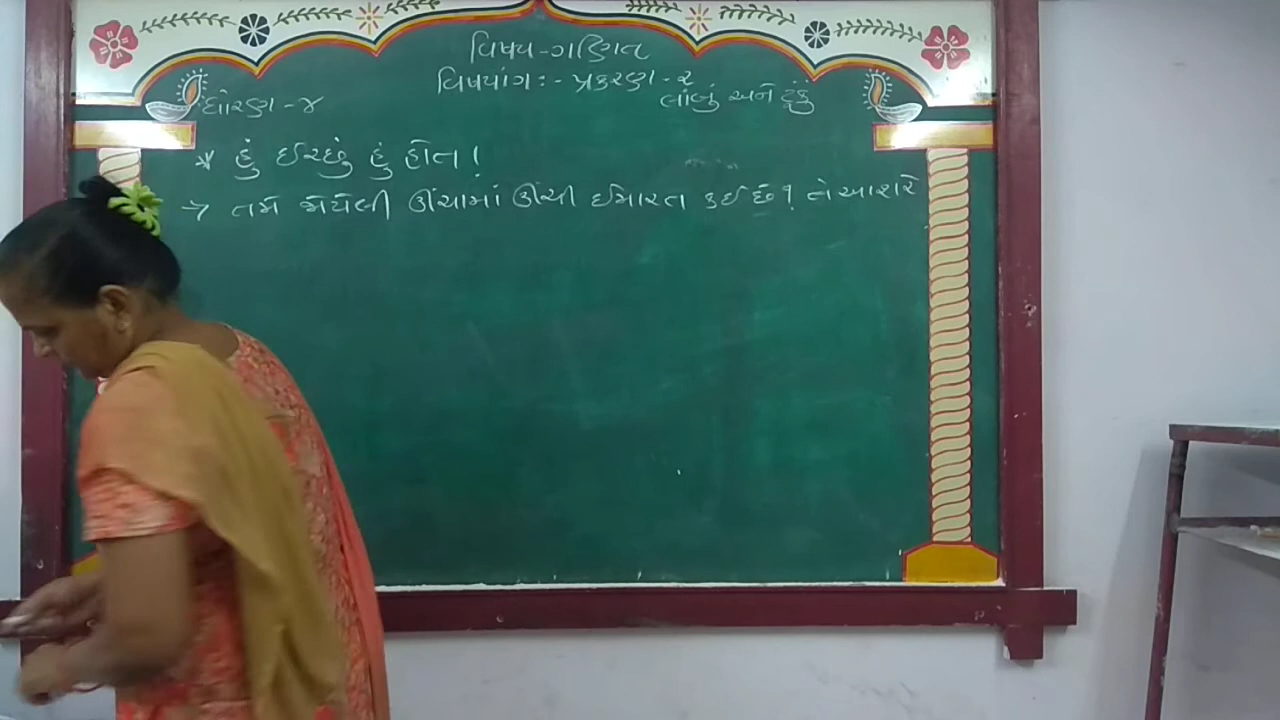 વિષય-ગણિત
વિષયાંગઃ- પ્રકરણ-૨
ધોરણ-૪ લાંબુ અને ટૂંકું
* હું ઈચ્છું હું હોત!
→ તમે જોયેલી ઊંચામાં ઊંચી ઈમારત કઈ છે? તે આશરે